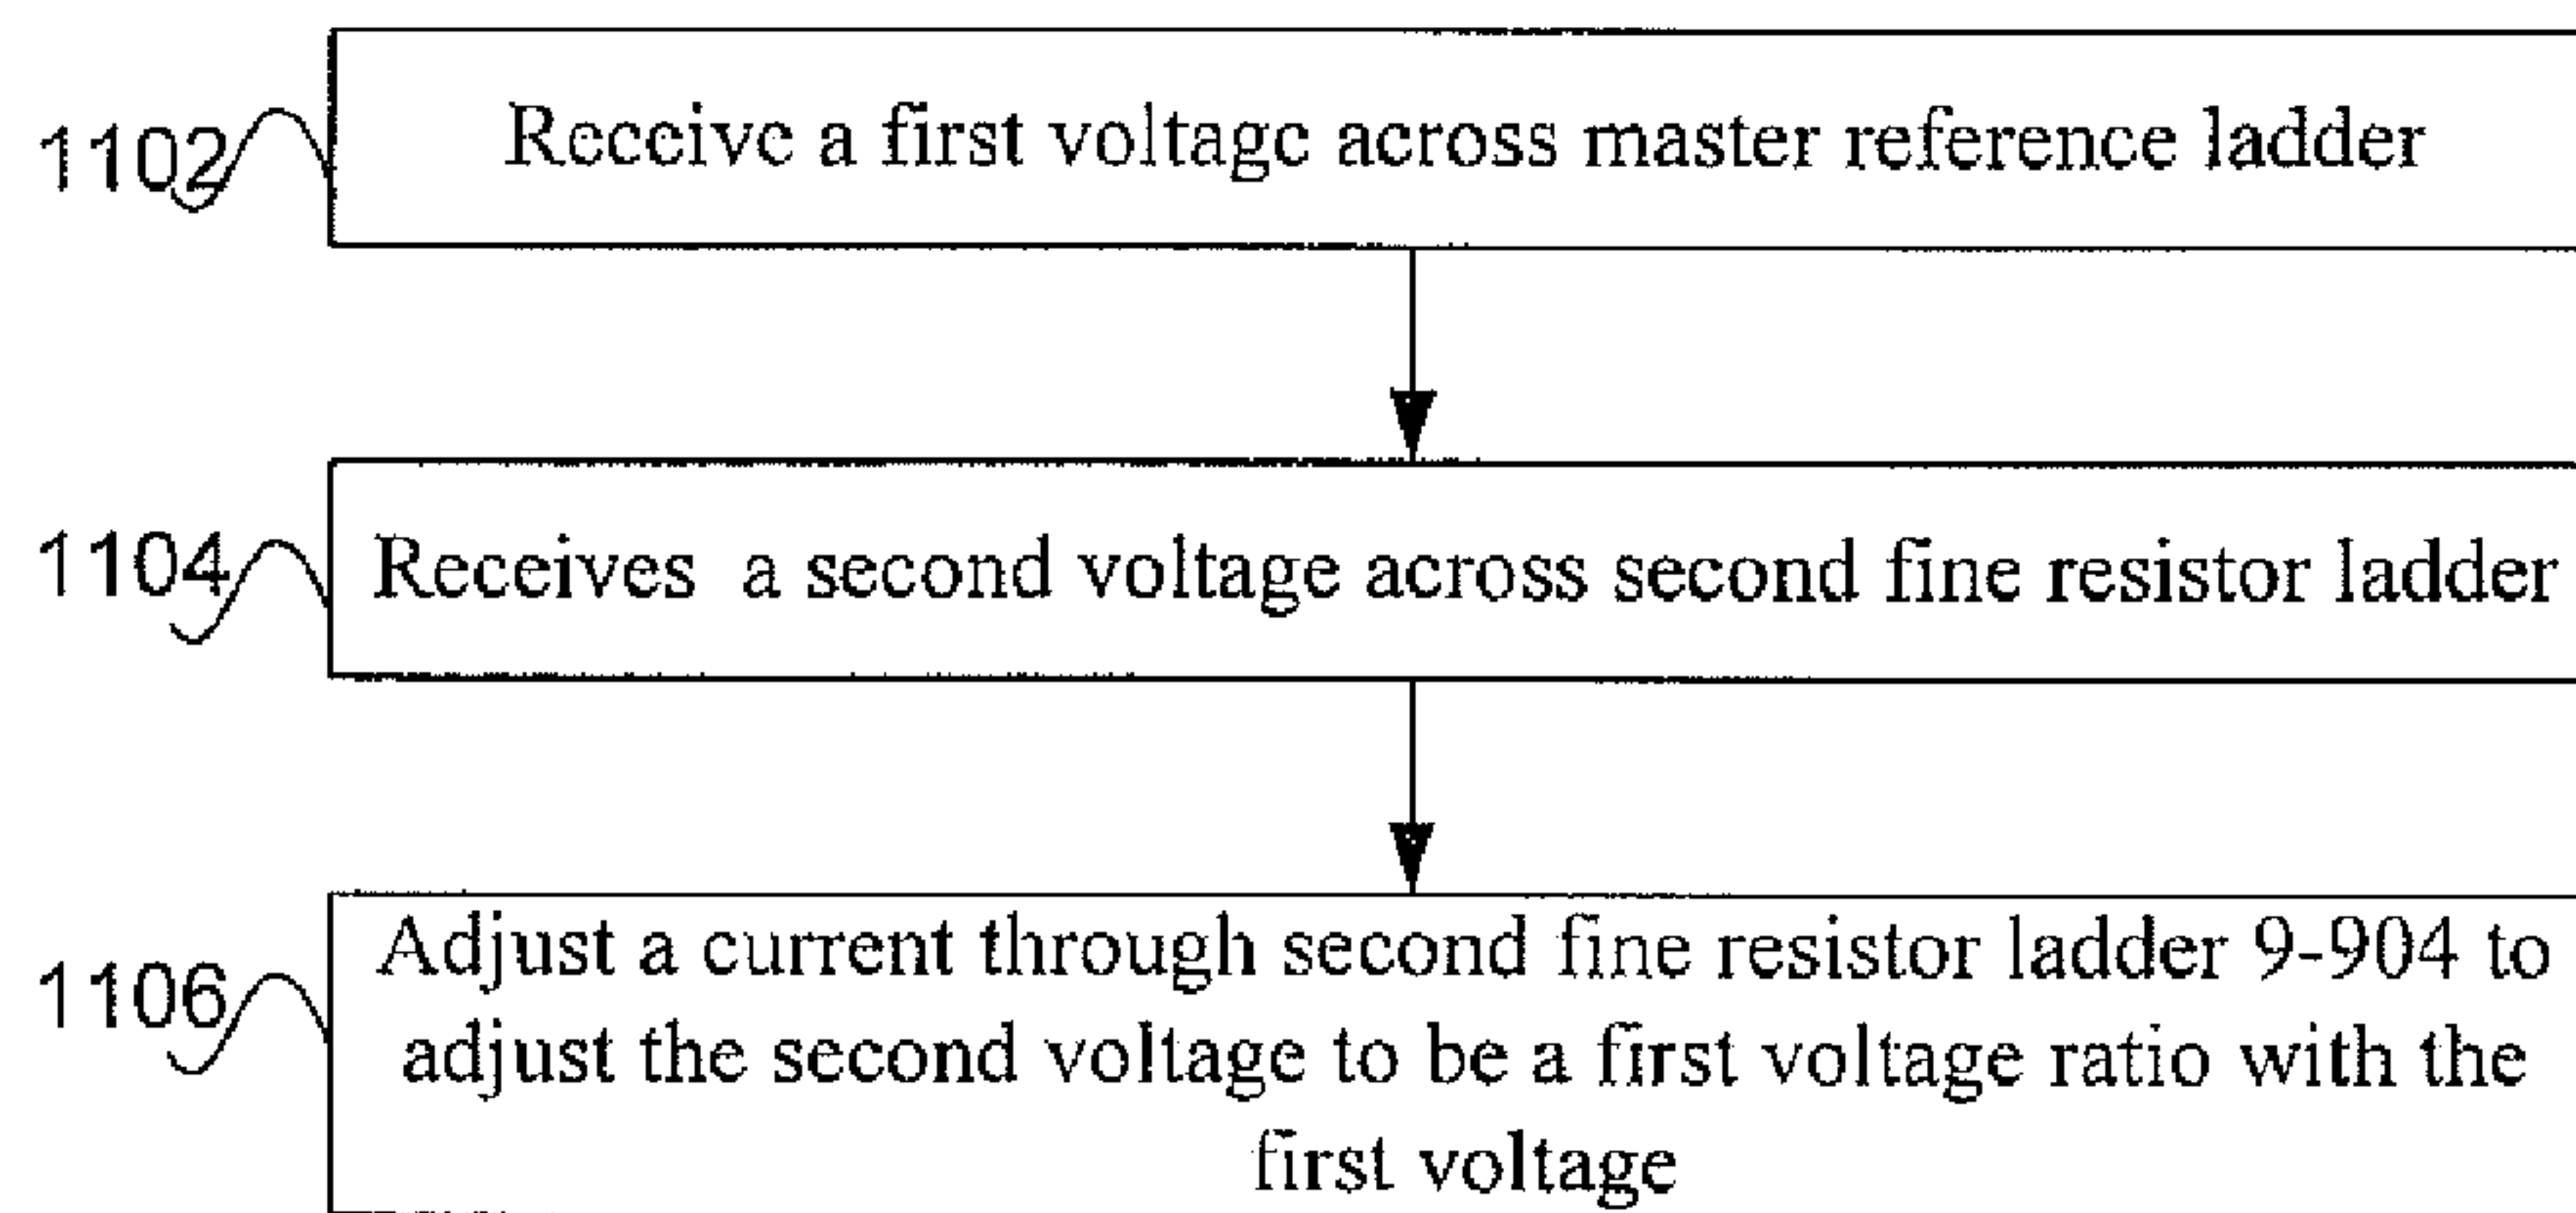 1102
Receive a first voltage across master reference ladder
1104
Receives a second voltage across second fine resistor ladder
1106
Adjust a current through second fine resistor ladder 9-904 to
adjust the second voltage to be a first voltage ratio with the
first voltage